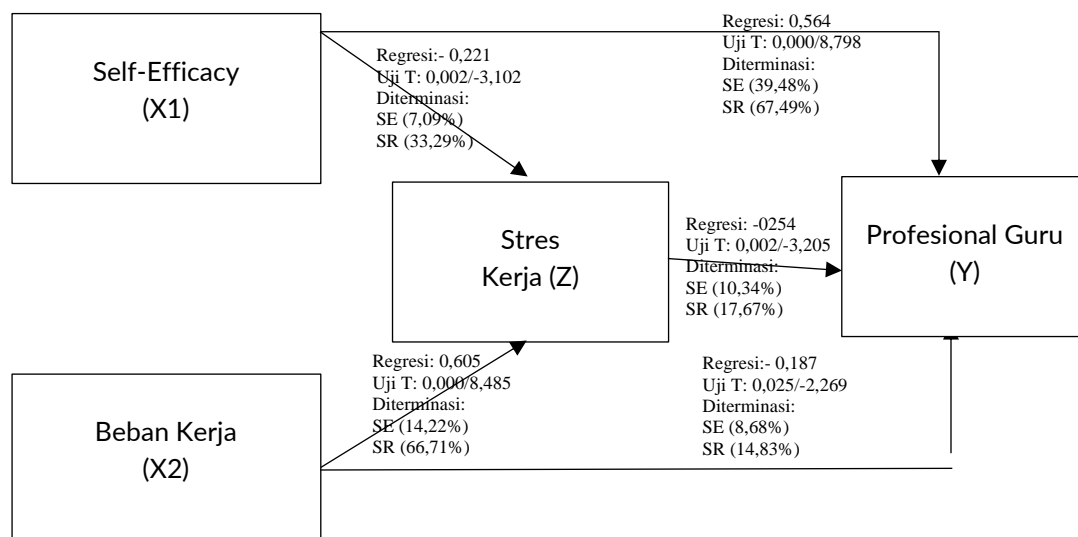 Self-Efficacy
(X1)
Regresi:- 0,221
Uji T: 0,002/-3,102
Diterminasi:
SE (7,09%)
SR (33,29%)
Regresi: 0,564
Uji T: 0,000/8,798
Diterminasi:
SE (39,48%)
SR (67,49%)
Stres
Kerja (Z)
Regresi: -0254
Uji T: 0,002/-3,205
Diterminasi:
SE (10,34%)
SR (17,67%)
Profesional Guru
(Y)
Beban Kerja
(X2)
Regresi: 0,605
Uji T: 0,000/8,485
Diterminasi:
SE (14,22%)
SR (66,71%)
Regresi:- 0,187
Uji T: 0,025/-2,269
Diterminasi:
SE (8,68%)
SR (14,83%)